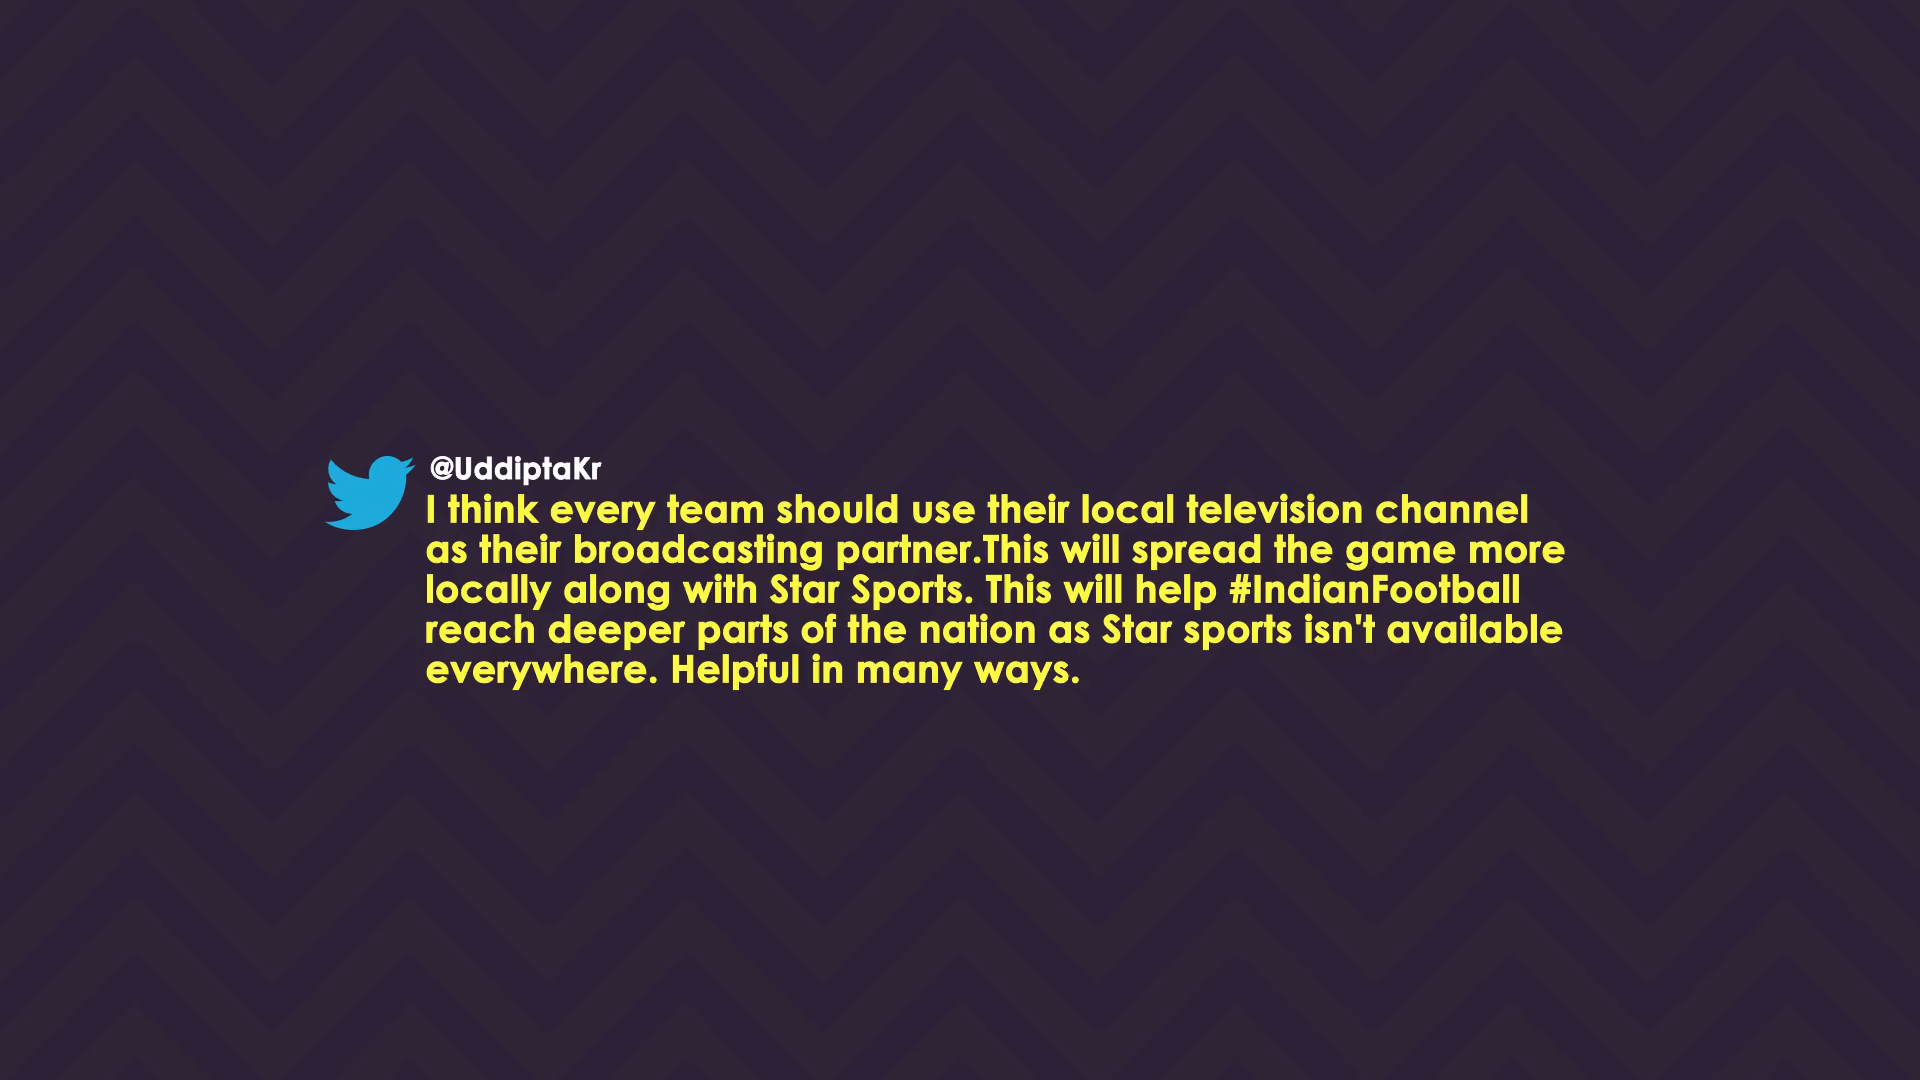 @UddiptaKr
I think every team should use their local television channel
as their broadcasting partner.This will spread the game more
locally along with Star Sports. This will help #IndianFootball
reach deeper parts of the nation as Star sports isn't available
everywhere. Helpful in many ways.